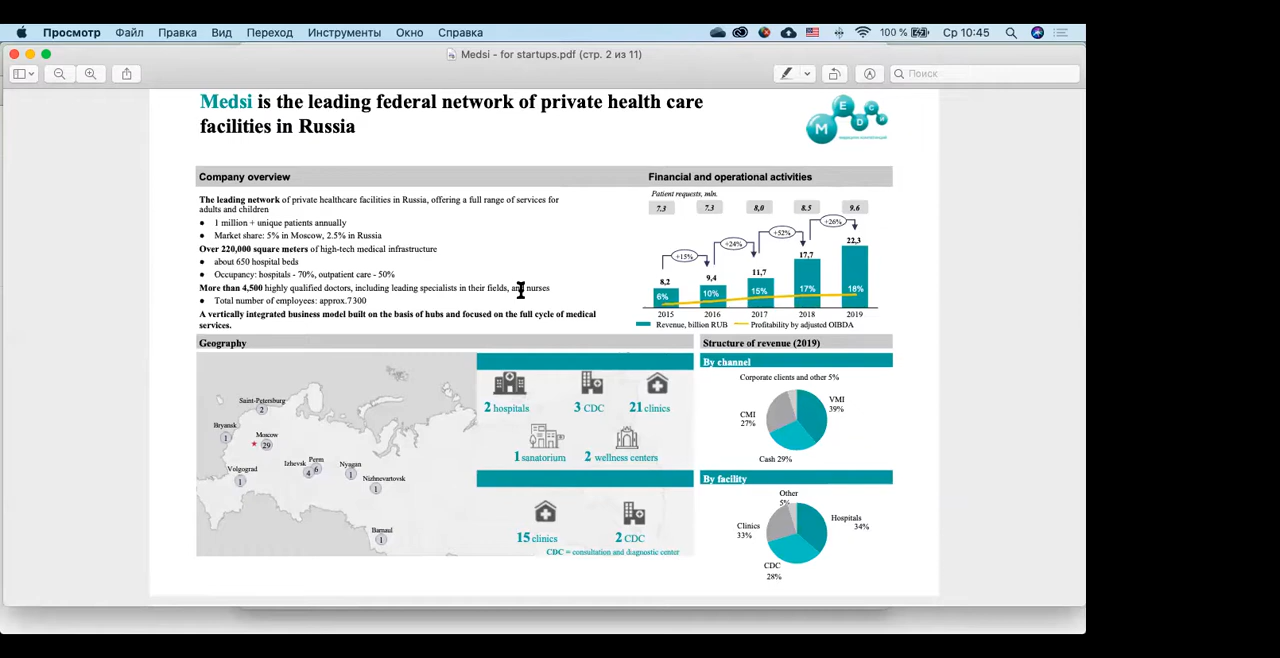 Просмотр Файл Правка Вид Переход Инструменты Окно Справка 100 % Ср 10:45
Medsi - for startups.pdf (стр. 2 из 11)
Поиск
Medsi is the leading federal network of private health care
facilities in Russia
М Е Д С И
Company overview
The leading network of private healthcare facilities in Russia, offering a full range of services for
adults and children
● 1 million + unique patients annually
● Market share: 5% in Moscow, 2.5% in Russia
Over 220,000 square meters of high-tech medical infrastructure
● about 650 hospital beds
● Occupancy: hospitals - 70%, outpatient care - 50%
More than 4,500 highly qualified doctors, including leading specialists in their fields, and nurses
● Total number of employees: approx.7300
A vertically integrated business model built on the basis of hubs and focused on the full cycle of medical
services.
Financial and operational activities
Patient requests, mln.
7.3 7.3 8,0 8.5 9.6
+15% +24% +52% +26%
8,2 9,4 11,7 17,7 22,3
6% 10% 15% 17% 18%
2015 2016 2017 2018 2019
Revenue, billion RUB Profitability by adjusted OIBDA
Geography
Saint-Petersburg
2
Bryansk
1
Moscow
29
Volgograd
1
Izhevsk
4
Perm
6
Nyagan
1
Nizhnevartovsk
1
Barnaul
1
2 hospitals 3 CDC 21 clinics
1 sanatorium 2 wellness centers
15 clinics 2 CDC
CDC = consultation and diagnostic center
Structure of revenue (2019)
By channel
Corporate clients and other 5%
VMI
39%
CMI
27%
Cash 29%
By facility
Other
5%
Hospitals
34%
Clinics
33%
CDC
28%